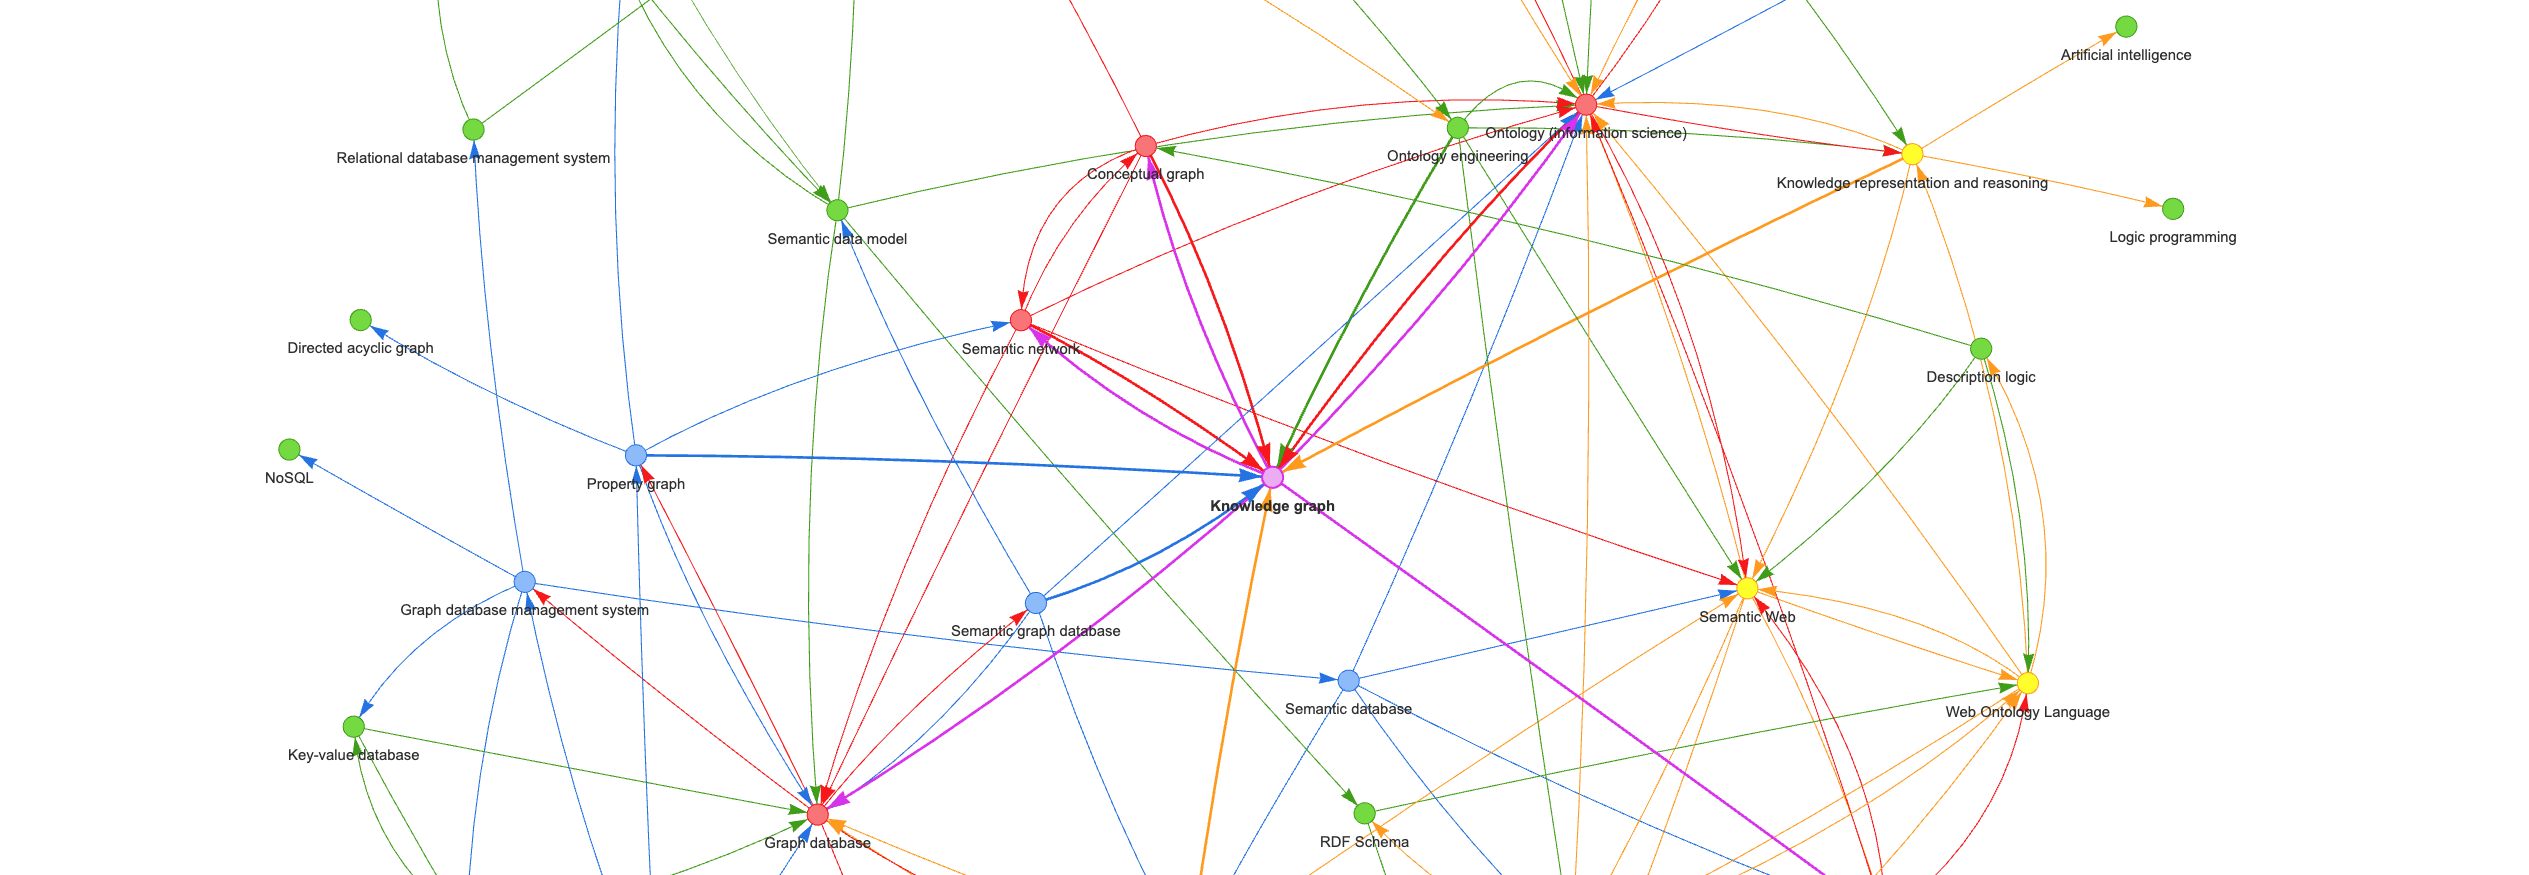 Artificial intelligence
Ontology (information science)
Relational database management system
Ontology engineering
Conceptual graph
Knowledge representation and reasoning
Semantic data model
Logic programming
Directed acyclic graph
Semantic network
Description logic
NoSQL
Property graph
Knowledge graph
Graph database management system
Semantic Web
Semantic graph database
Semantic database
Web Ontology Language
Key-value database
Graph database
RDF Schema